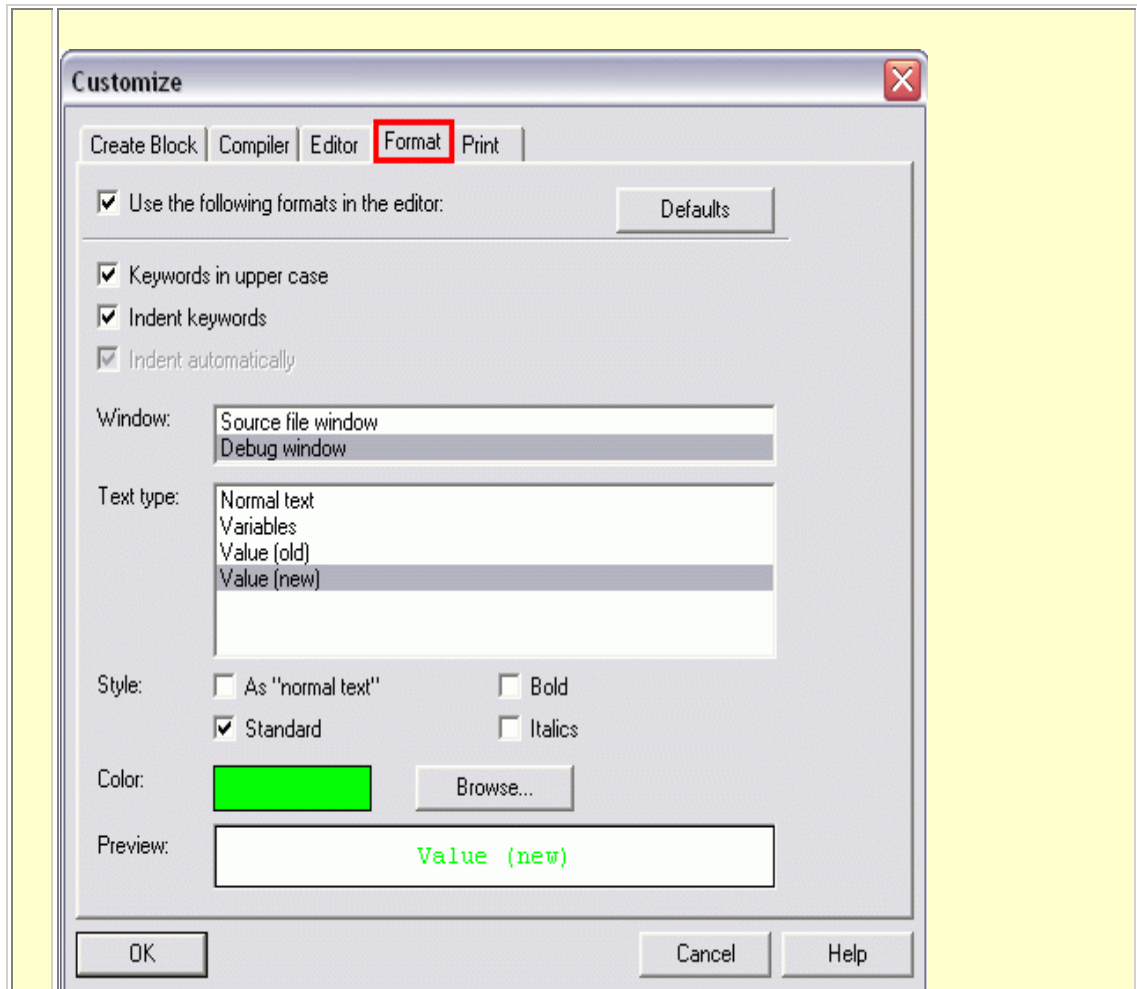 Customize
Create Block Compiler Editor Format Print
Use the following formats in the editor: Defaults
Keywords in upper case
Indent keywords
Indent automatically
Window: Source file window
Debug window
Text type: Normal text
Variables
Value (old)
Value (new)
Style: As "normal text" Bold
Standard Italics
Color: Browse...
Preview: Value (new)
OK Cancel Help